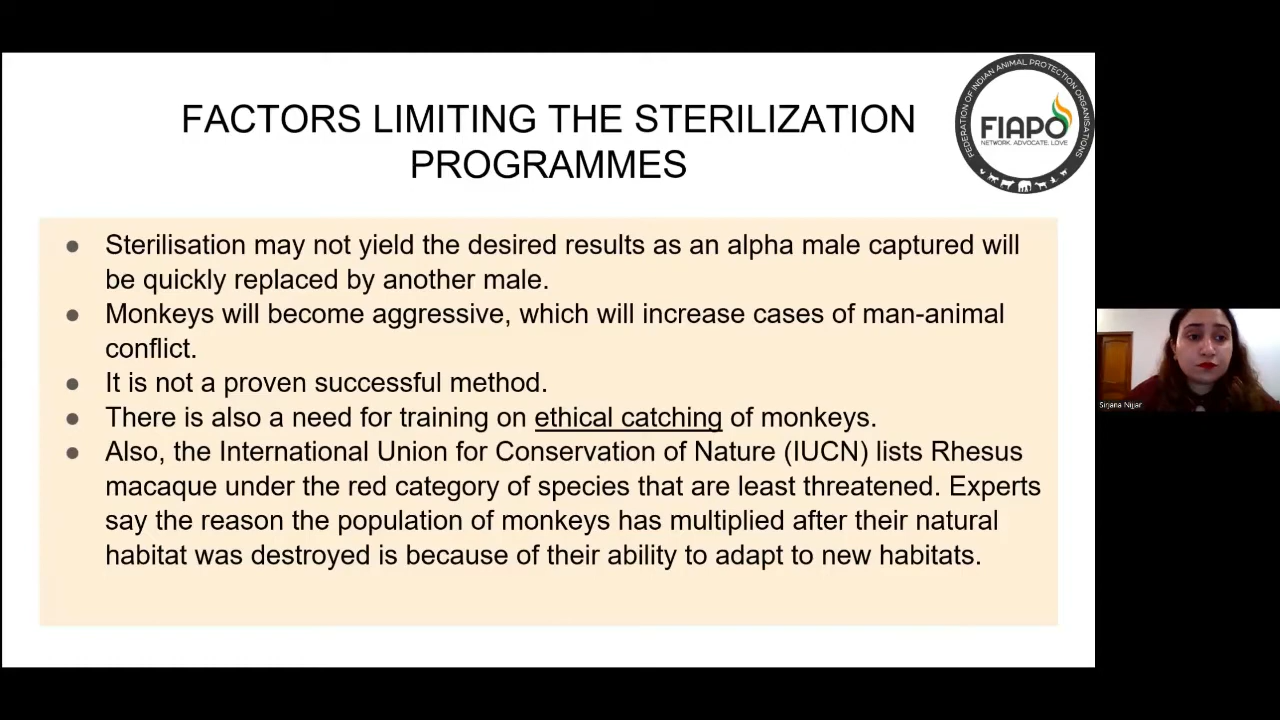 FACTORS LIMITING THE STERILIZATION
PROGRAMMES
FEDERATION OF INDIAN ANIMAL PROTECTION ORGANISATIONS
FIAPO
NETWORK. ADVOCATE. LOVE
● Sterilisation may not yield the desired results as an alpha male captured will
be quickly replaced by another male.
● Monkeys will become aggressive, which will increase cases of man-animal
conflict.
● It is not a proven successful method.
● There is also a need for training on ethical catching of monkeys.
● Also, the International Union for Conservation of Nature (IUCN) lists Rhesus
macaque under the red category of species that are least threatened. Experts
say the reason the population of monkeys has multiplied after their natural
habitat was destroyed is because of their ability to adapt to new habitats.
Sirjana Nijjar